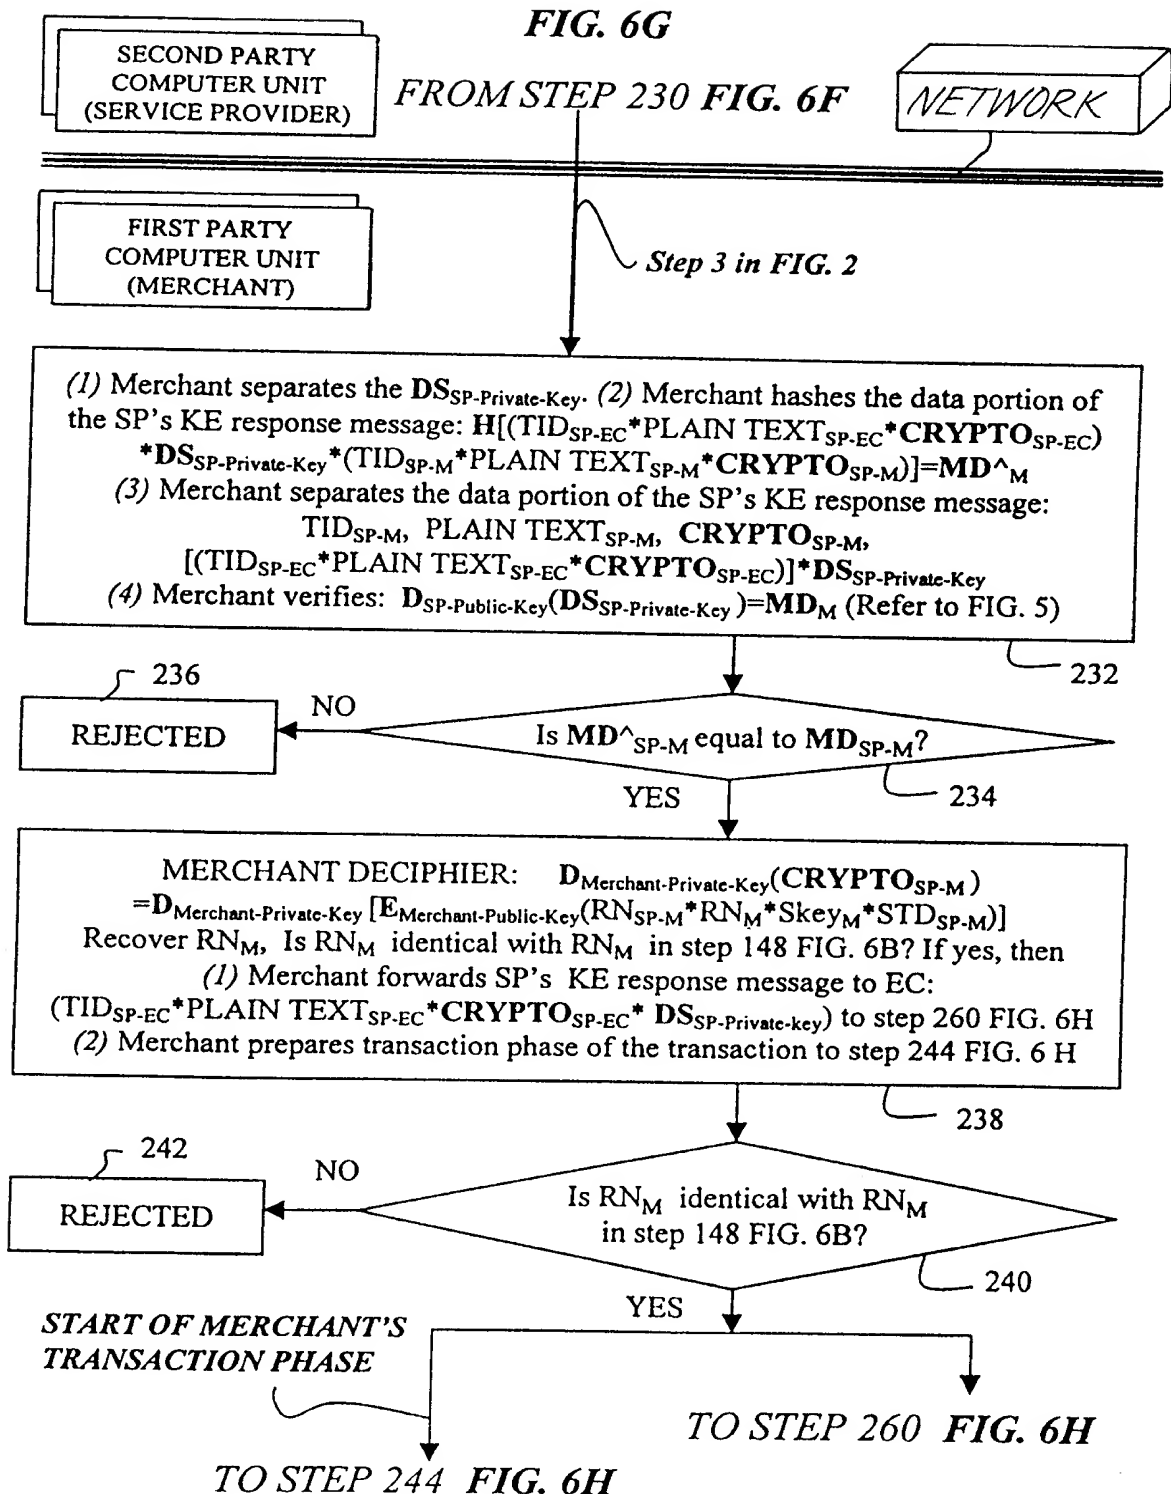 FIG. 6G
SECOND PARTY
COMPUTER UNIT
(SERVICE PROVIDER)
FROM STEP 230 FIG. 6F
NETWORK
FIRST PARTY
COMPUTER UNIT
(MERCHANT)
Step 3 in FIG. 2
(1) Merchant separates the DSSP-Private-Key. (2) Merchant hashes the data portion of
the SP's KE response message: H[(TIDSP-EC*PLAIN TEXTSP-EC*CRYPTOSP-EC)
*DSSP-Private-Key*(TIDSP-M*PLAIN TEXTSP-M*CRYPTOSP-M)]=MD^M
(3) Merchant separates the data portion of the SP's KE response message:
TIDSP-M, PLAIN TEXTSP-M, CRYPTOSP-M,
[(TIDSP-EC*PLAIN TEXTSP-EC*CRYPTOSP-EC)]*DSSP-Private-Key
(4) Merchant verifies: DSP-Public-Key(DSSP-Private-Key)=MDM (Refer to FIG. 5)
232
236
REJECTED
NO
Is MD^SP-M equal to MDSP-M?
234
YES
MERCHANT DECIPHIER: DMerchant-Private-Key(CRYPTOSP-M)
=DMerchant-Private-Key [EMerchant-Public-Key(RNSP-M*RNM*SkeyM*STDSP-M)]
Recover RNM, Is RNM identical with RNM in step 148 FIG. 6B? If yes, then
(1) Merchant forwards SP's KE response message to EC:
(TIDSP-EC*PLAIN TEXTSP-EC*CRYPTOSP-EC* DSSP-Private-key) to step 260 FIG. 6H
(2) Merchant prepares transaction phase of the transaction to step 244 FIG. 6 H
238
242
REJECTED
NO
Is RNM identical with RNM
in step 148 FIG. 6B?
240
YES
START OF MERCHANT'S
TRANSACTION PHASE
TO STEP 260 FIG. 6H
TO STEP 244 FIG. 6H